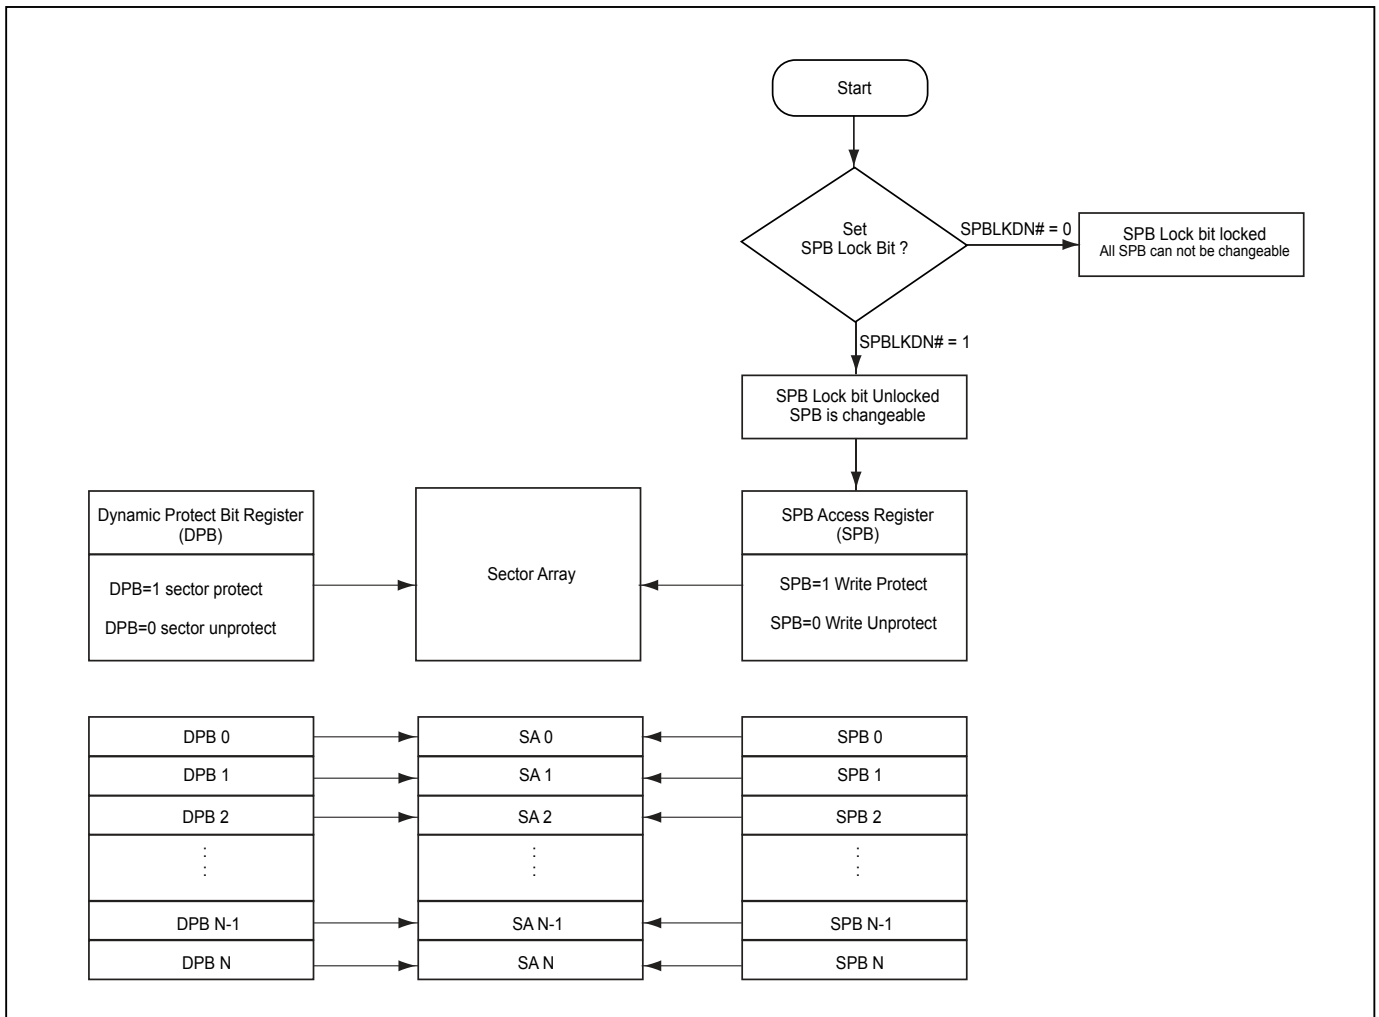 Start
Set
SPB Lock Bit ?
SPBLKDN# = 0
SPB Lock bit locked
All SPB can not be changeable
SPBLKDN# = 1
SPB Lock bit Unlocked
SPB is changeable
Dynamic Protect Bit Register
(DPB)
DPB=1 sector protect
DPB=0 sector unprotect
Sector Array
SPB Access Register
(SPB)
SPB=1 Write Protect
SPB=0 Write Unprotect
DPB 0
SA 0
SPB 0
DPB 1
SA 1
SPB 1
DPB 2
SA 2
SPB 2
DPB N-1
SA N-1
SPB N-1
DPB N
SA N
SPB N